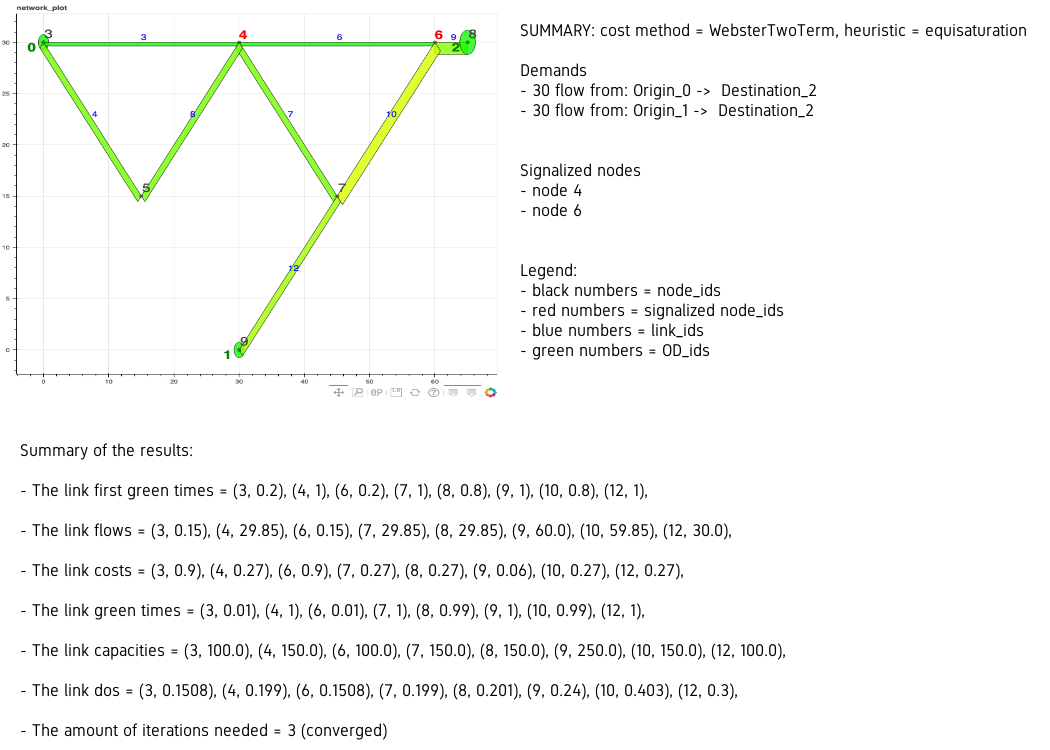 network_plot
3
3
4
6
6
9
8
0
2
30
25
4
8
7
10
20
5
7
15
10
12
5
9
1
0
0
10
20
30
40
50
60
SUMMARY: cost method = WebsterTwoTerm, heuristic = equisaturation
Demands
- 30 flow from: Origin_0 -> Destination_2
- 30 flow from: Origin_1 -> Destination_2
Signalized nodes
- node 4
- node 6
Legend:
- black numbers = node_ids
- red numbers = signalized node_ids
- blue numbers = link_ids
- green numbers = OD_ids
Summary of the results:
- The link first green times = (3, 0.2), (4, 1), (6, 0.2), (7, 1), (8, 0.8), (9, 1), (10, 0.8), (12, 1),
- The link flows = (3, 0.15), (4, 29.85), (6, 0.15), (7, 29.85), (8, 29.85), (9, 60.0), (10, 59.85), (12, 30.0),
- The link costs = (3, 0.9), (4, 0.27), (6, 0.9), (7, 0.27), (8, 0.27), (9, 0.06), (10, 0.27), (12, 0.27),
- The link green times = (3, 0.01), (4, 1), (6, 0.01), (7, 1), (8, 0.99), (9, 1), (10, 0.99), (12, 1),
- The link capacities = (3, 100.0), (4, 150.0), (6, 100.0), (7, 150.0), (8, 150.0), (9, 250.0), (10, 150.0), (12, 100.0),
- The link dos = (3, 0.1508), (4, 0.199), (6, 0.1508), (7, 0.199), (8, 0.201), (9, 0.24), (10, 0.403), (12, 0.3),
- The amount of iterations needed = 3 (converged)